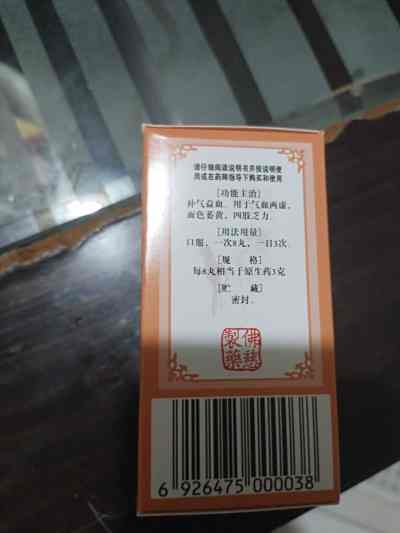 请仔细阅读说明书并按说明使
用或在药师指导下购买和使用
[功能主治]
补气益血。用于气血两虚,
面色萎黄,四肢乏力。
[用法用量]
口服,一次8丸,一日3次。
[规 格]
每8丸相当于原生药3克
[贮 藏]
密封。
佛慈
製藥
6 926475 000038